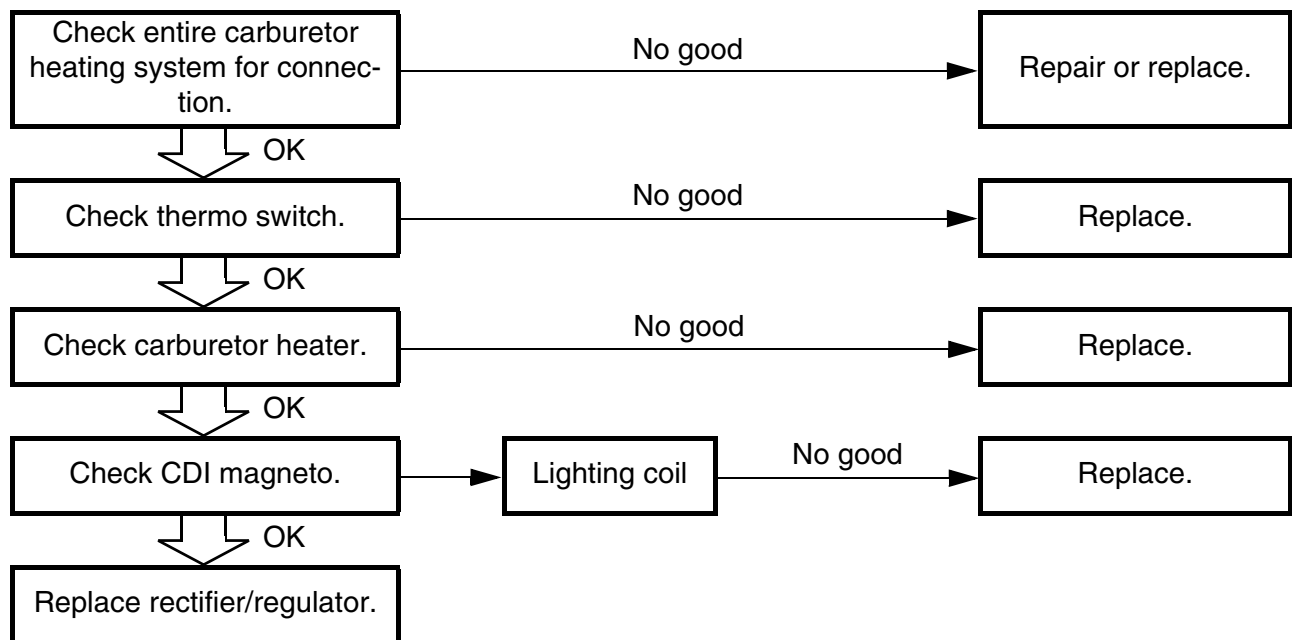 Check entire carburetor
heating system for connec-
tion.
No good
Repair or replace.
OK
Check thermo switch.
No good
Replace.
OK
Check carburetor heater.
No good
Replace.
OK
Check CDI magneto.
Lighting coil
No good
Replace.
OK
Replace rectifier/regulator.